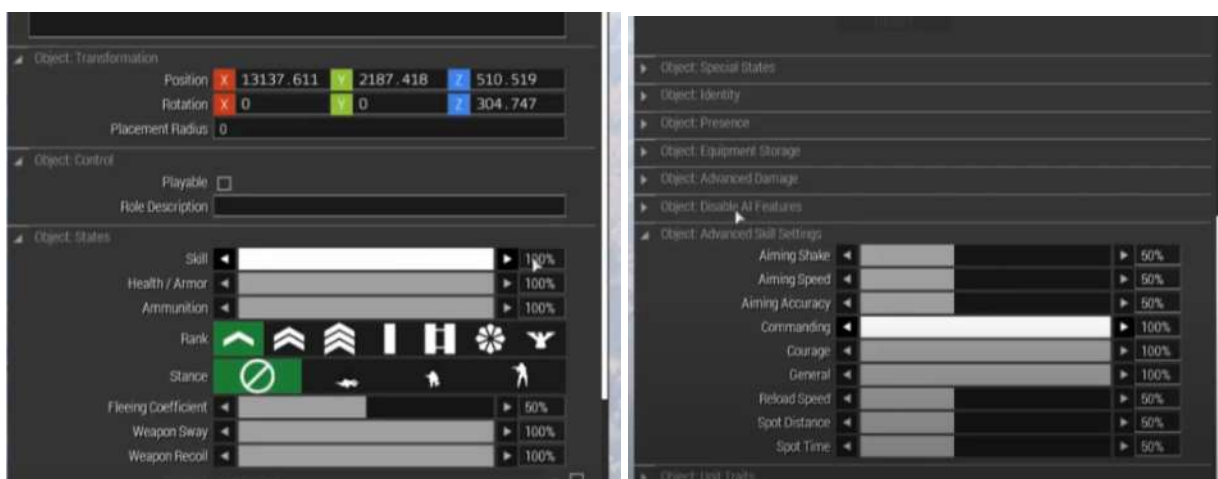 Object: Transformation
Position X 13137.611 Y 2187.418 Z 510.519
Rotation X 0 Y 0 Z 304.747
Placement Radius 0
Object: Control
Playable
Role Description
Object: States
Skill 100%
Health / Armor 100%
Ammunition 100%
Rank
Stance
Fleeing Coefficient 50%
Weapon Sway 100%
Weapon Recoil 100%
Object: Special States
Object: Identity
Object: Presence
Object: Equipment Storage
Object: Advanced Damage
Object: Disable AI Features
Object: Advanced Skill Settings
Aiming Shake 50%
Aiming Speed 50%
Aiming Accuracy 50%
Commanding 100%
Courage 100%
General 100%
Reload Speed 50%
Spot Distance 50%
Spot Time 50%
Object: Unit Traits